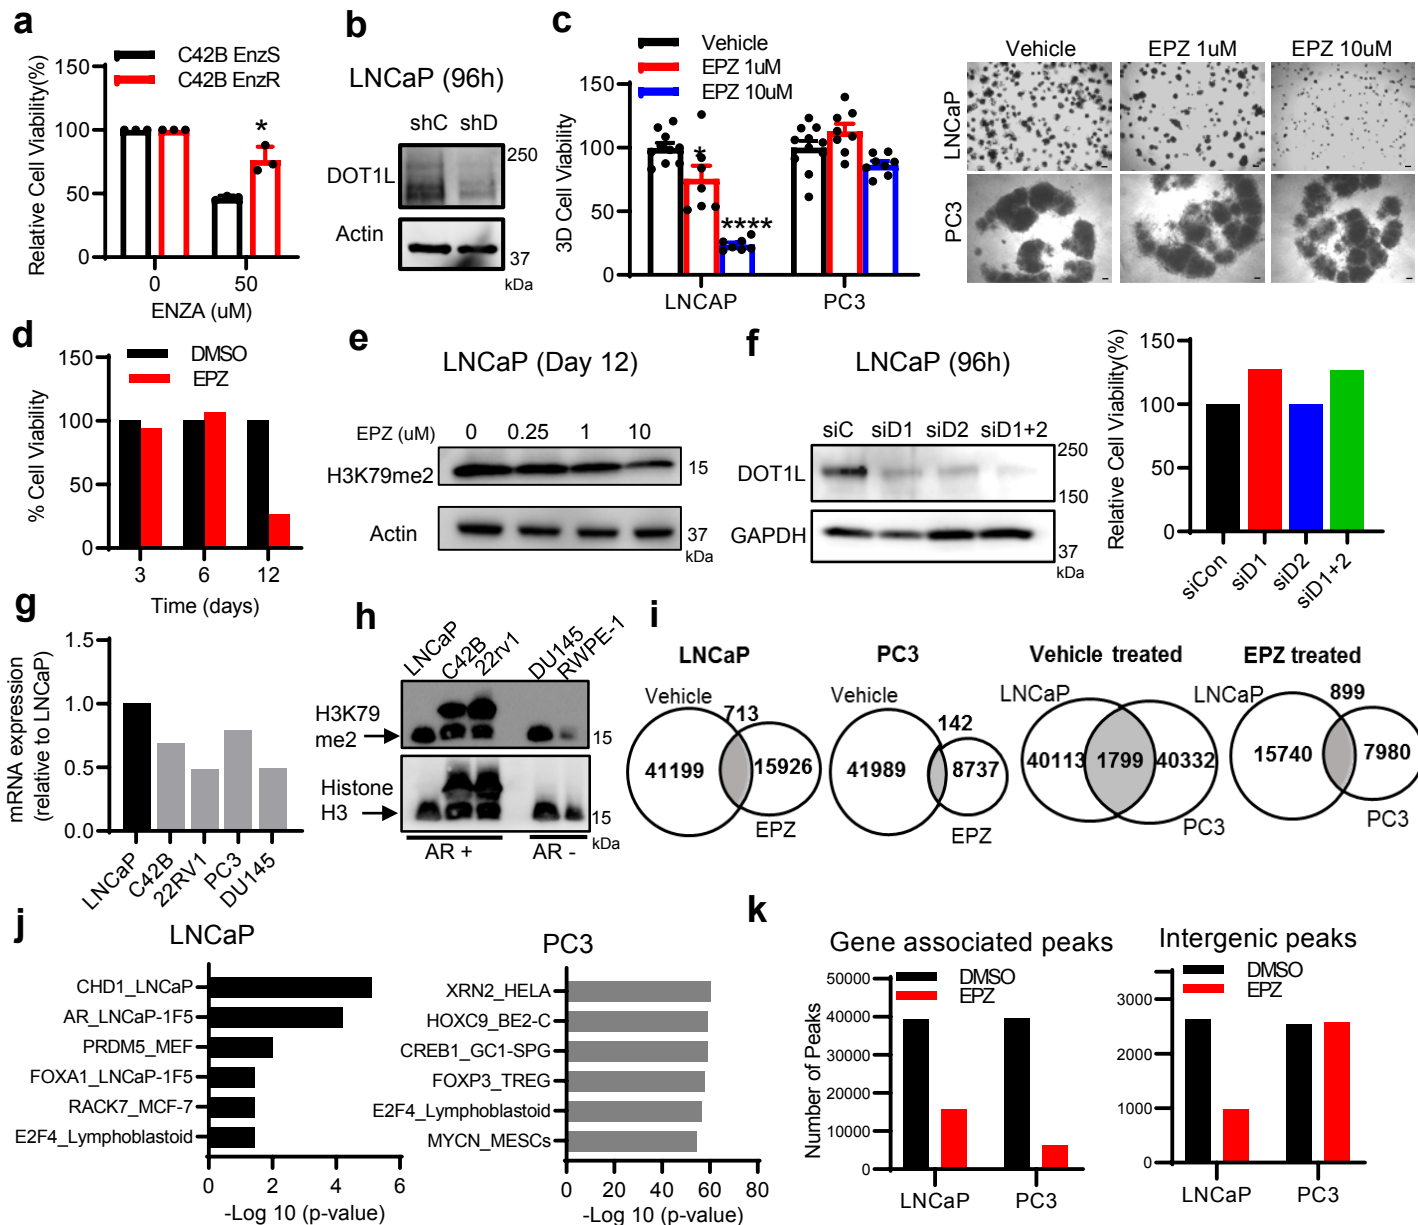 a
C42B EnzS
C42B EnzR
Relative Cell Viability(%)
150
100
50
0
*
0
50
ENZA (uM)
b
LNCaP (96h)
shC shD
DOT1L
250
Actin
37
kDa
c
Vehicle
EPZ 1uM
EPZ 10uM
3D Cell Viability
150
100
50
0
*
****
LNCAP
PC3
Vehicle
EPZ 1uM
EPZ 10uM
LNCaP
PC3
d
DMSO
EPZ
% Cell Viability
150
100
50
0
3
6
12
Time (days)
e
LNCaP (Day 12)
EPZ (uM) 0 0.25 1 10
H3K79me2
15
Actin
37
kDa
f
LNCaP (96h)
siC siD1 siD2 siD1+2
DOT1L
250
150
GAPDH
37
kDa
Relative Cell Viability(%)
150
100
50
0
siCon
siD1
siD2
siD1+2
g
mRNA expression
(relative to LNCaP)
1.5
1.0
0.5
0.0
LNCaP
C42B
22RV1
PC3
DU145
h
LNCaP
C42B
22rv1
DU145
RWPE-1
H3K79
me2
15
Histone
H3
15
kDa
AR +
AR -
i
LNCaP
Vehicle
713
41199
15926
EPZ
PC3
Vehicle
142
41989
8737
EPZ
Vehicle treated
LNCaP
40113
1799
40332
PC3
EPZ treated
LNCaP
899
15740
7980
PC3
j
LNCaP
CHD1_LNCaP
AR_LNCaP-1F5
PRDM5_MEF
FOXA1_LNCaP-1F5
RACK7_MCF-7
E2F4_Lymphoblastoid
0 2 4 6
-Log 10 (p-value)
PC3
XRN2_HELA
HOXC9_BE2-C
CREB1_GC1-SPG
FOXP3_TREG
E2F4_Lymphoblastoid
MYCN_MESCs
0 20 40 60 80
-Log 10 (p-value)
k
Gene associated peaks
DMSO
EPZ
Number of Peaks
50000
40000
30000
20000
10000
0
LNCaP
PC3
Intergenic peaks
DMSO
EPZ
3000
2000
1000
0
LNCaP
PC3